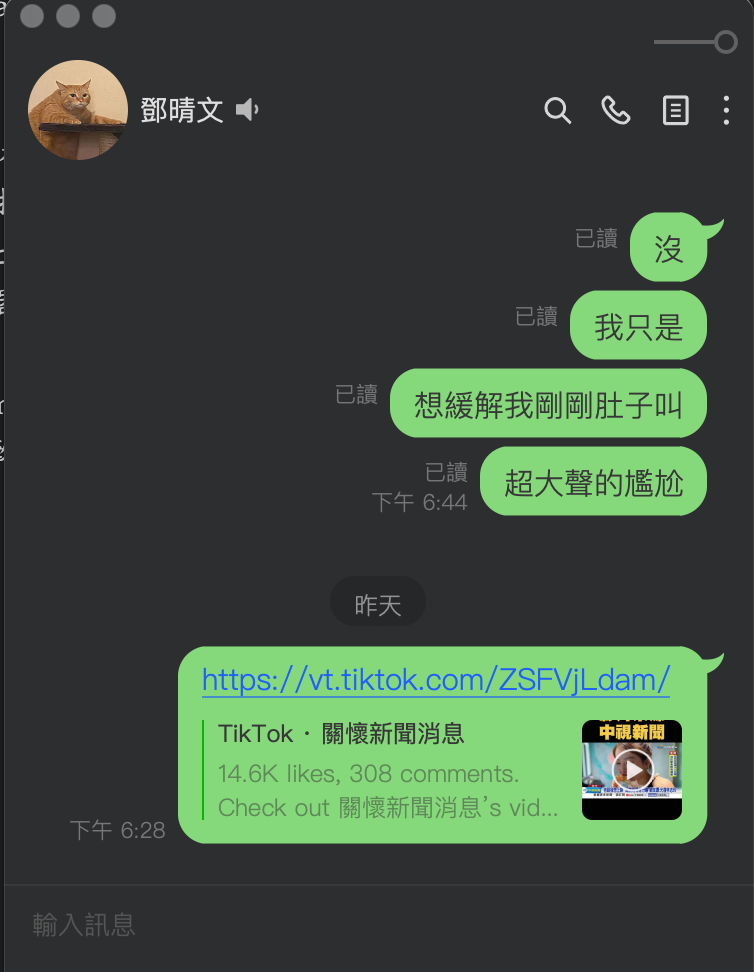 鄧晴文
已讀
沒
已讀
我只是
已讀
想緩解我剛剛肚子叫
已讀
下午 6:44
超大聲的尷尬
昨天
https://vt.tiktok.com/ZSFVjLdam/
TikTok · 關懷新聞消息
14.6K likes, 308 comments.
Check out 關懷新聞消息’s vid...
中視新聞
下午 6:28
輸入訊息